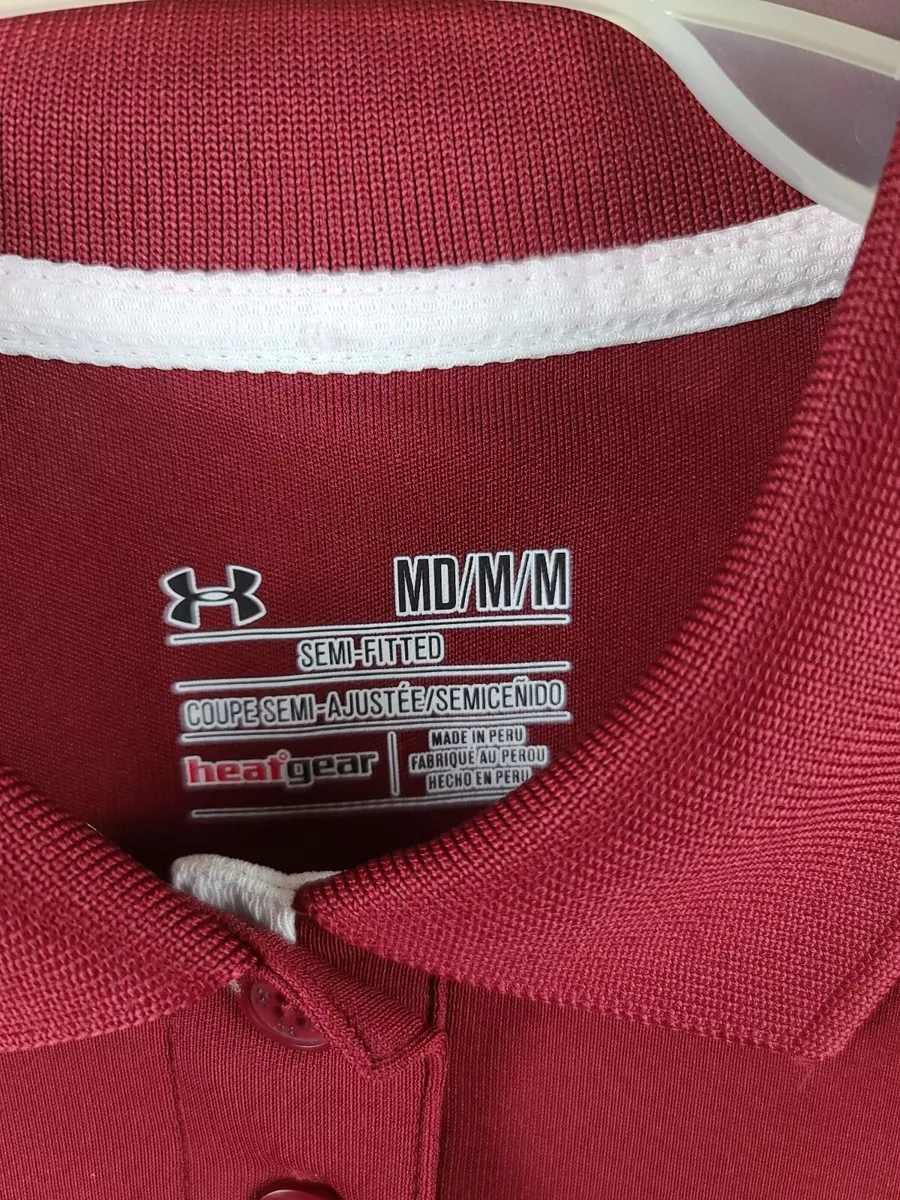 MD/M/M
SEMI-FITTED
COUPE SEMI-AJUSTÉE/SEMICEÑIDO
heatgear
MADE IN PERU
FABRIQUÉ AU PEROU
HECHO EN PERU